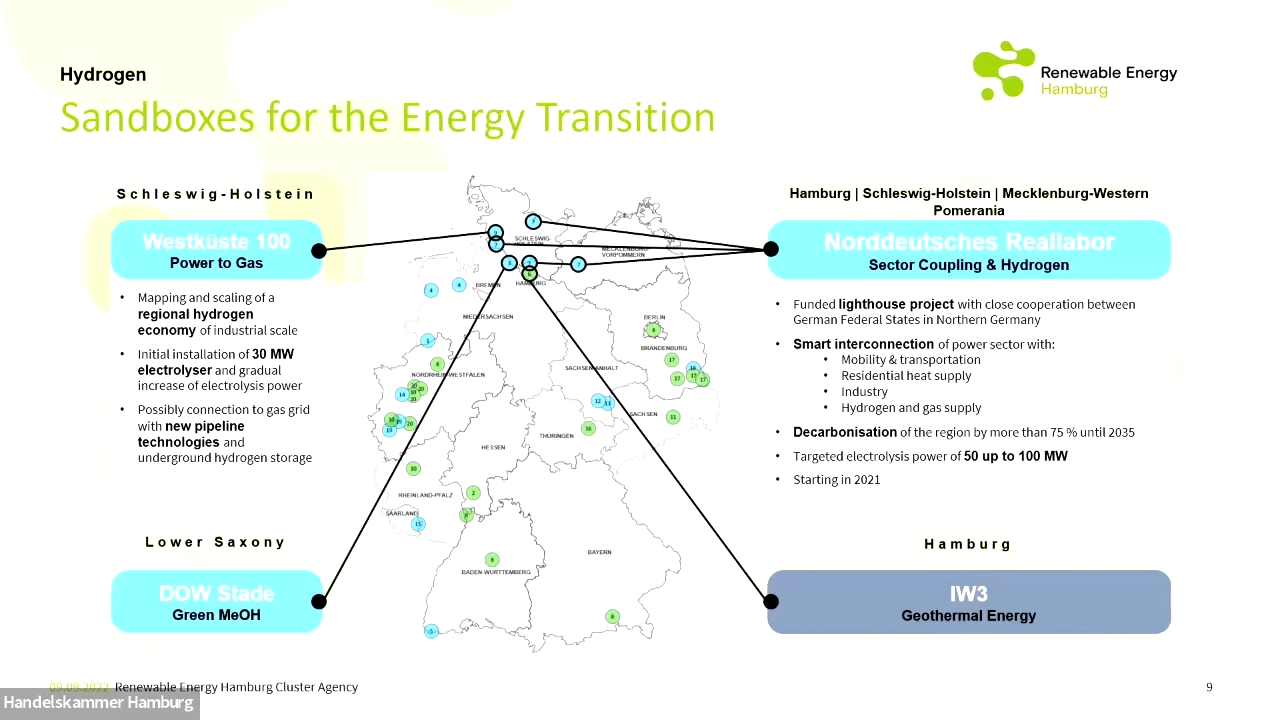 Hydrogen
Sandboxes for the Energy Transition
Renewable Energy
Hamburg
Schleswig-Holstein
Westküste 100
Power to Gas
• Mapping and scaling of a
regional hydrogen
economy of industrial scale
• Initial installation of 30 MW
electrolyser and gradual
increase of electrolysis power
• Possibly connection to gas grid
with new pipeline
technologies and
underground hydrogen storage
Lower Saxony
DOW Stade
Green MeOH
SCHLESWIG-
HOLSTEIN
MECKLENBURG-
VORPOMMERN
HAMBURG
BREMEN
NIEDERSACHSEN
BERLIN
BRANDENBURG
SACHSEN-ANHALT
NORDRHEIN-WESTFALEN
SACHSEN
THÜRINGEN
HESSEN
RHEINLAND-PFALZ
SAARLAND
BAYERN
BADEN-WÜRTTEMBERG
Hamburg | Schleswig-Holstein | Mecklenburg-Western
Pomerania
Norddeutsches Reallabor
Sector Coupling & Hydrogen
• Funded lighthouse project with close cooperation between
German Federal States in Northern Germany
• Smart interconnection of power sector with:
• Mobility & transportation
• Residential heat supply
• Industry
• Hydrogen and gas supply
• Decarbonisation of the region by more than 75 % until 2035
• Targeted electrolysis power of 50 up to 100 MW
• Starting in 2021
Hamburg
IW3
Geothermal Energy
09.09.2022 Renewable Energy Hamburg Cluster Agency
9
Handelskammer Hamburg